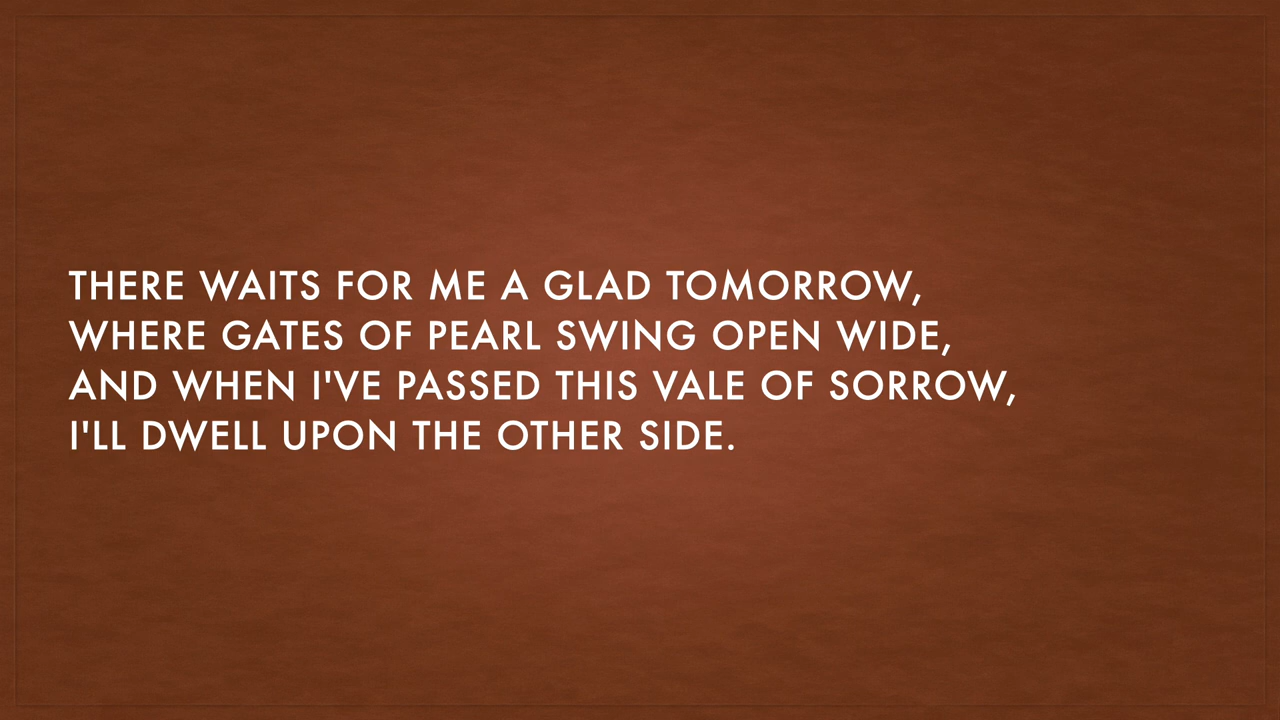 THERE WAITS FOR ME A GLAD TOMORROW,
WHERE GATES OF PEARL SWING OPEN WIDE,
AND WHEN I'VE PASSED THIS VALE OF SORROW,
I'LL DWELL UPON THE OTHER SIDE.